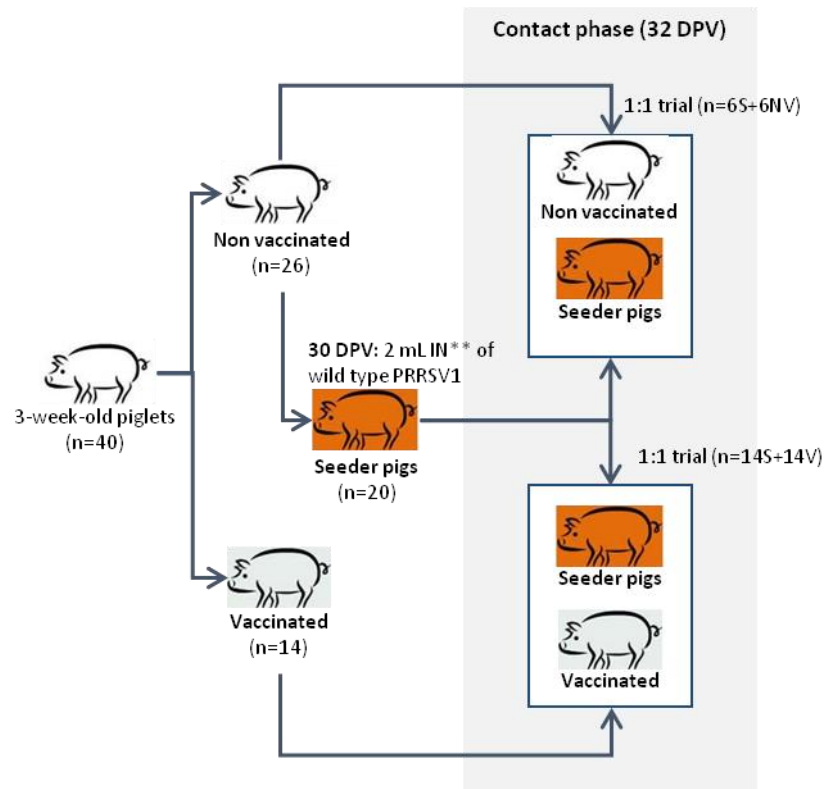 Contact phase (32 DPV)
1:1 trial (n=6S+6NV)
Non vaccinated
(n=26)
Non vaccinated
Seeder pigs
3-week-old piglets
(n=40)
30 DPV: 2 mL IN** of
wild type PRRSV1
Seeder pigs
(n=20)
1:1 trial (n=14S+14V)
Seeder pigs
Vaccinated
(n=14)
Vaccinated